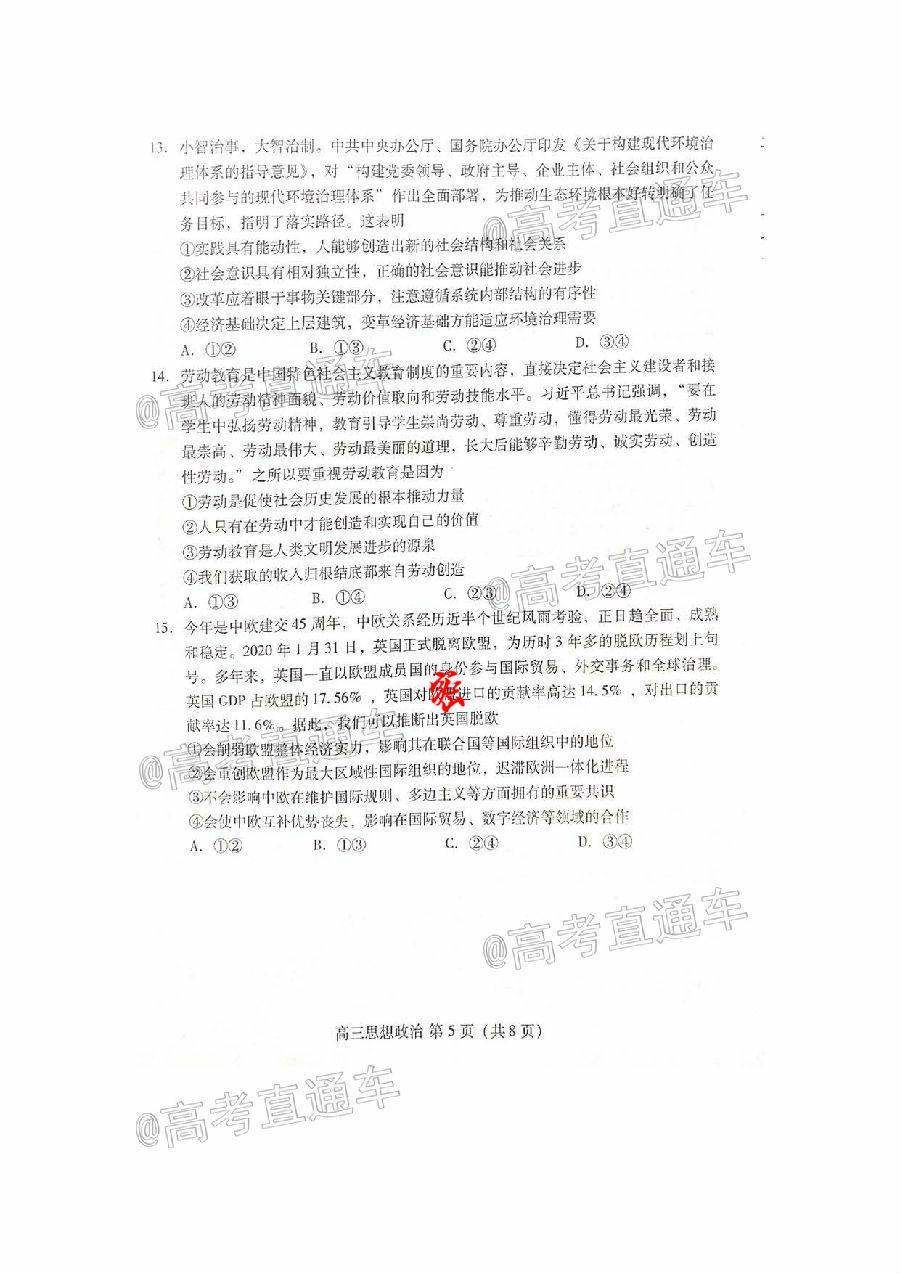 13. 小智治事，大智治制。中共中央办公厅、国务院办公厅印发《关于构建现代环境治
理体系的指导意见》，对“构建党委领导、政府主导、企业主体、社会组织和公众
共同参与的现代环境治理体系”作出全面部署，为推动生态环境根本好转明确了任
务目标，指明了落实路径。这表明
①实践具有能动性，人能够创造出新的社会结构和社会关系
②社会意识具有相对独立性，正确的社会意识能推动社会进步
③改革应着眼于事物关键部分，注意遵循系统内部结构的有序性
④经济基础决定上层建筑，变革经济基础方能适应环境治理需要
A. ①② B. ①③ C. ②④ D. ③④
14. 劳动教育是中国特色社会主义教育制度的重要内容，直接决定社会主义建设者和接
班人的劳动精神面貌、劳动价值取向和劳动技能水平。习近平总书记强调，“要在
学生中弘扬劳动精神，教育引导学生崇尚劳动、尊重劳动，懂得劳动最光荣、劳动
最崇高、劳动最伟大、劳动最美丽的道理，长大后能够辛勤劳动、诚实劳动、创造
性劳动。”之所以要重视劳动教育是因为
①劳动是促使社会历史发展的根本推动力量
②人只有在劳动中才能创造和实现自己的价值
③劳动教育是人类文明发展进步的源泉
④我们获取的收入归根结底都来自劳动创造
A. ①③ B. ①④ C. ②③ D. ②④
15. 今年是中欧建交 45 周年，中欧关系经历近半个世纪风雨考验，正日趋全面、成熟
和稳定。2020 年 1 月 31 日，英国正式脱离欧盟，为历时 3 年多的脱欧历程划上句
号。多年来，英国一直以欧盟成员国的身份参与国际贸易、外交事务和全球治理。
英国 GDP 占欧盟的 17.56%，英国对欧盟进口的贡献率高达 14.5%，对出口的贡
献率达 11.6%。据此，我们可以推断出英国脱欧
①会削弱欧盟整体经济实力，影响其在联合国等国际组织中的地位
②会重创欧盟作为最大区域性国际组织的地位，迟滞欧洲一体化进程
③不会影响中欧在维护国际规则、多边主义等方面拥有的重要共识
④会使中欧互补优势丧失，影响在国际贸易、数字经济等领域的合作
A. ①② B. ①③ C. ②④ D. ③④
高三思想政治 第 5 页（共 8 页）
@高考直通车
@高考直通车
@高考直通车
@高考直通车
@高考直通车
@高考直通车
@高考直通车